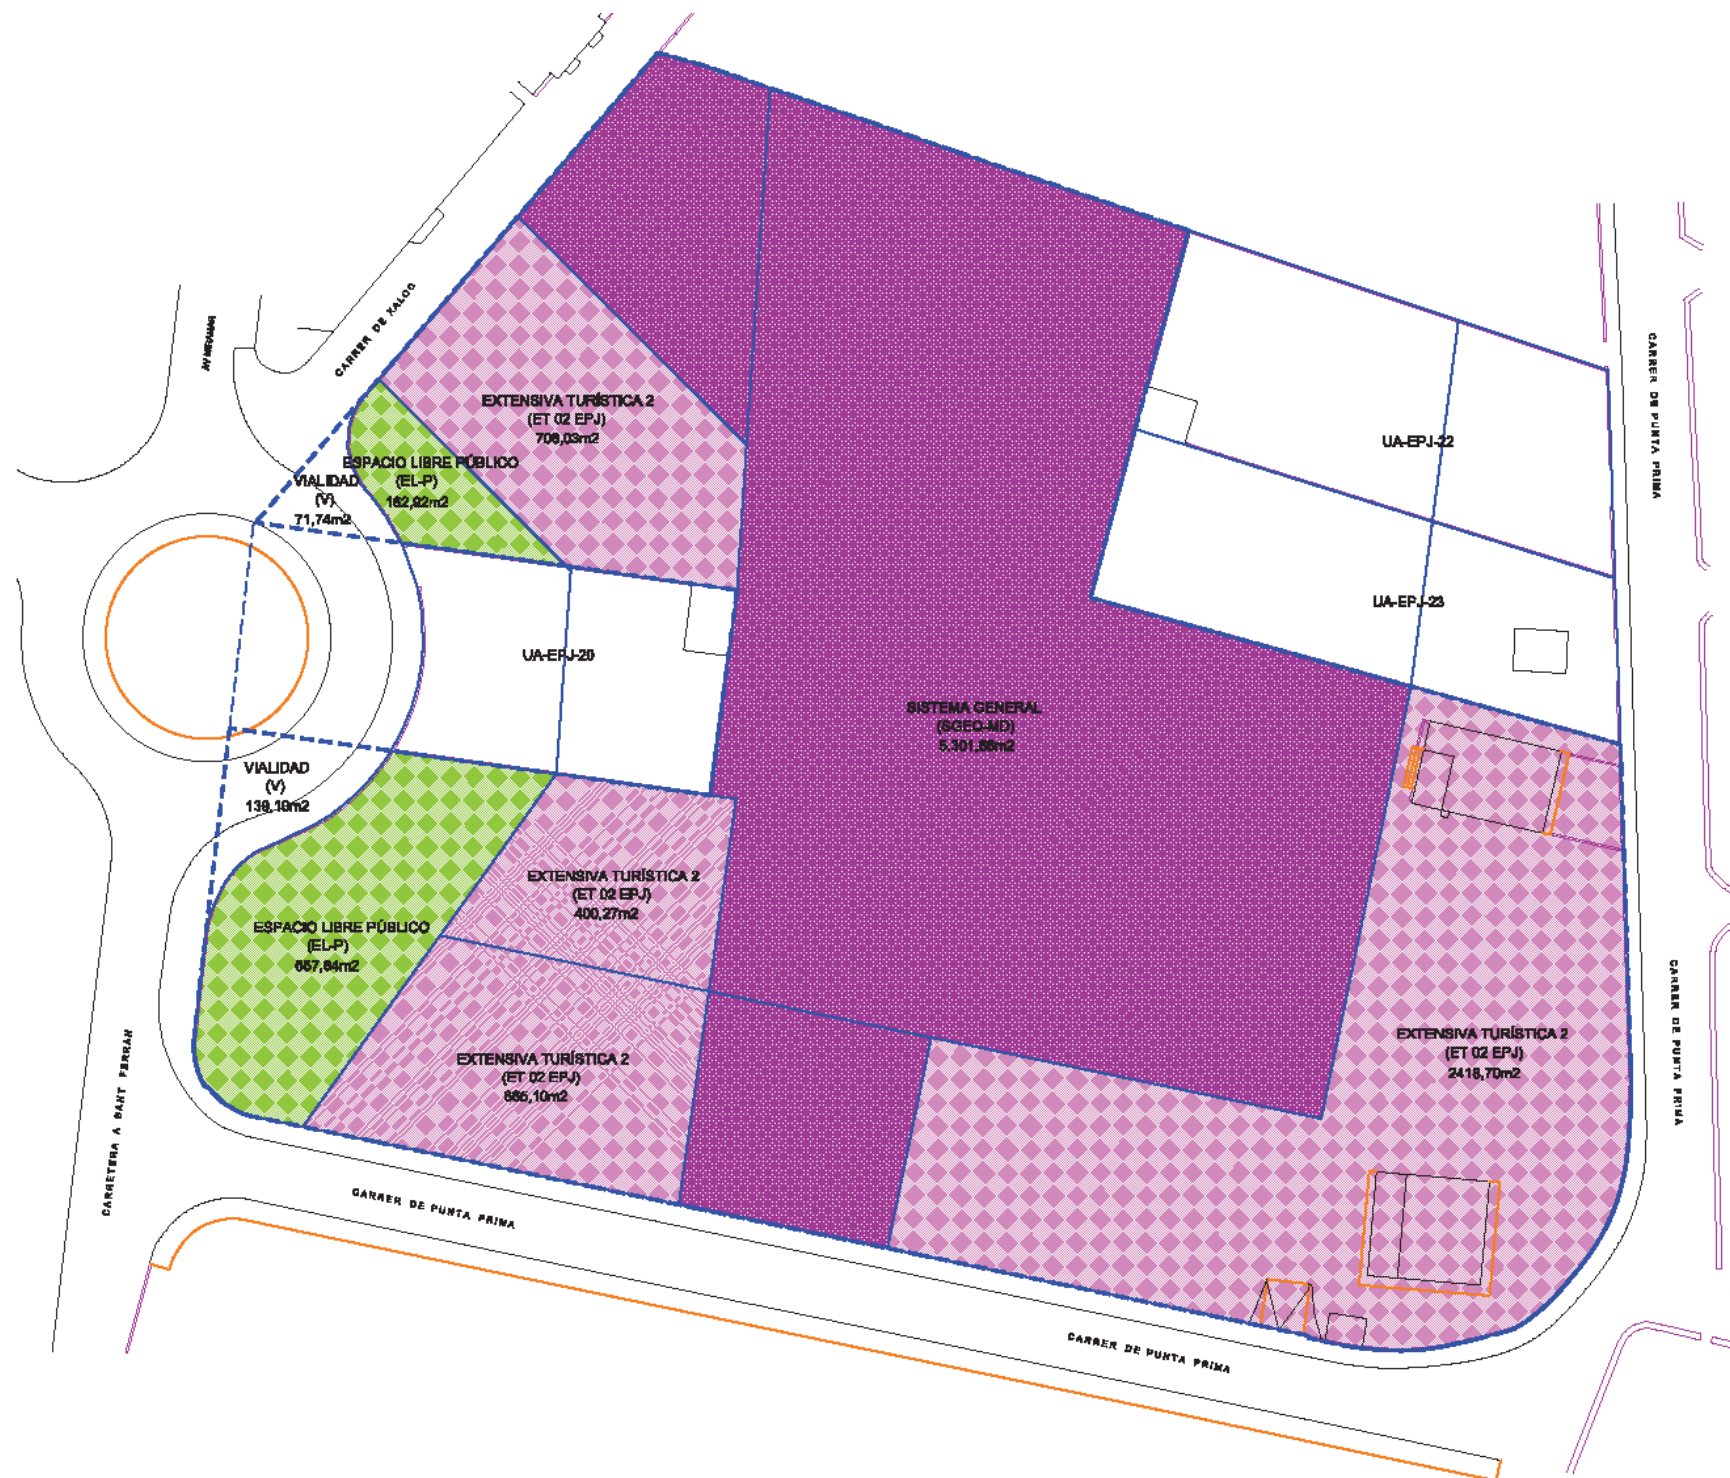 CARRER DE XALOC
AV MIRAMAR
CARRER DE PUNTA PRIMA
EXTENSIVA TURÍSTICA 2
(ET 02 EPJ)
708,03m2
UA-EPJ-22
ESPACIO LIBRE PÚBLICO
(EL-P)
162,92m2
VIALIDAD
(V)
71,74m2
UA-EPJ-23
UA-EPJ-20
SISTEMA GENERAL
(SGEQ-MD)
5.301,66m2
VIALIDAD
(V)
139,19m2
EXTENSIVA TURÍSTICA 2
(ET 02 EPJ)
400,27m2
ESPACIO LIBRE PÚBLICO
(EL-P)
657,64m2
EXTENSIVA TURÍSTICA 2
(ET 02 EPJ)
2418,70m2
EXTENSIVA TURÍSTICA 2
(ET 02 EPJ)
665,10m2
CARRER DE PUNTA PRIMA
CARRETERA A SANT FERRAN
CARRER DE PUNTA PRIMA
CARRER DE PUNTA PRIMA